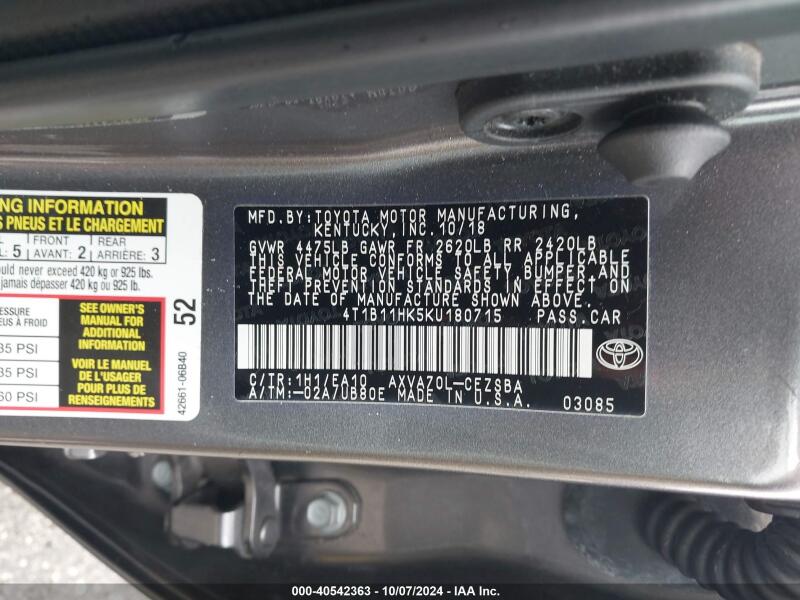 NG INFORMATION
S PNEUS ET LE CHARGEMENT
FRONT REAR
L: 5 AVANT: 2 ARRIÈRE: 3
ould never exceed 420 kg or 925 lbs.
jamais dépasser 420 kg ou 925 lb.
ESSURE
EU À FROID
35 PSI
35 PSI
60 PSI
SEE OWNER'S
MANUAL FOR
ADDITIONAL
INFORMATION
VOIR LE MANUEL
DE L'USAGER
POUR PLUS DE
RENSEIGNEMENTS
52
42661-06B40
MFD.BY:TOYOTA MOTOR MANUFACTURING,
KENTUCKY,INC.10/18
GVWR 4475LB GAWR FR 2620LB RR 2420LB
THIS VEHICLE CONFORMS TO ALL APPLICABLE
FEDERAL MOTOR VEHICLE SAFETY,BUMPER,AND
THEFT PREVENTION STANDARDS IN EFFECT ON
THE DATE OF MANUFACTURE SHOWN ABOVE.
4T1B11HK5KU180715 PASS.CAR
C/TR:1H1/EA10 AXVA70L-CEZSBA
A/TM:-02A/UB80E MADE IN U.S.A. 03085
000-40542363 - 10/07/2024 - IAA Inc.